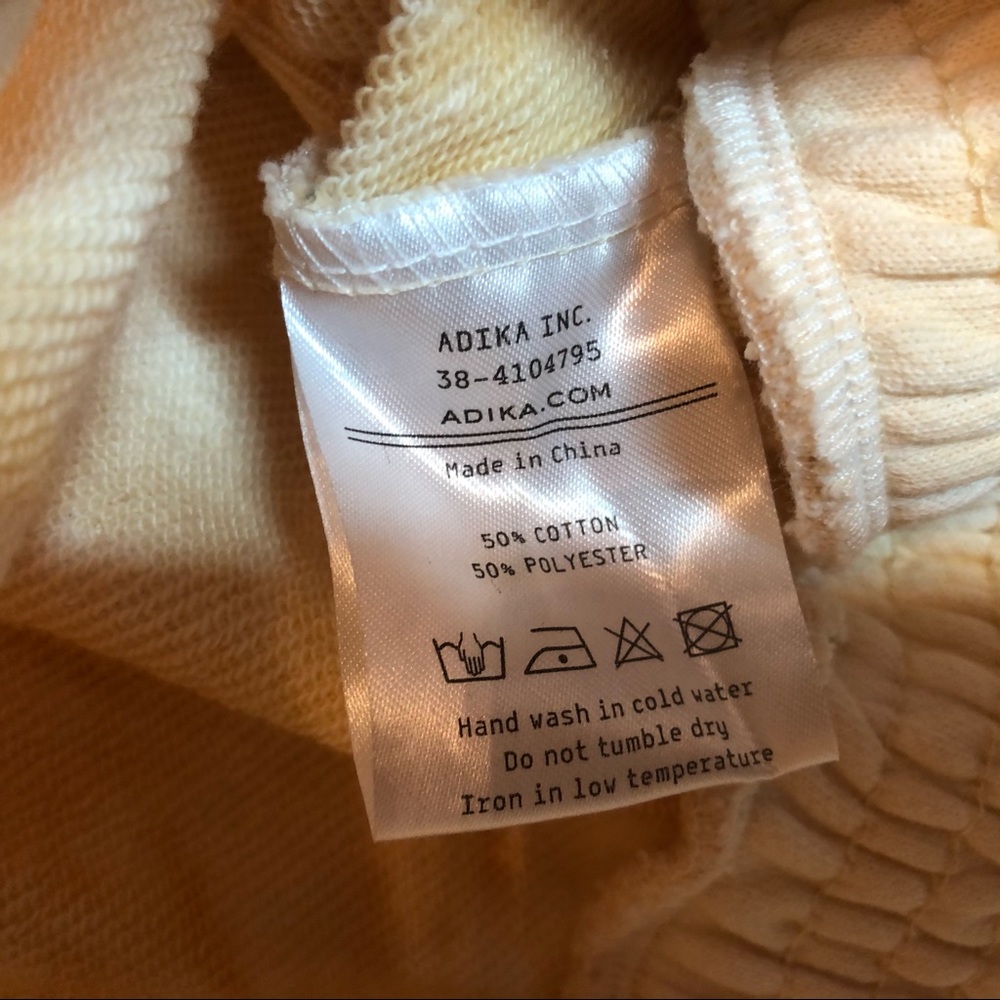 ADIKA INC.
38-4104795
ADIKA.COM
Made in China
50% COTTON
50% POLYESTER
Hand wash in cold water
Do not tumble dry
Iron in low temperature